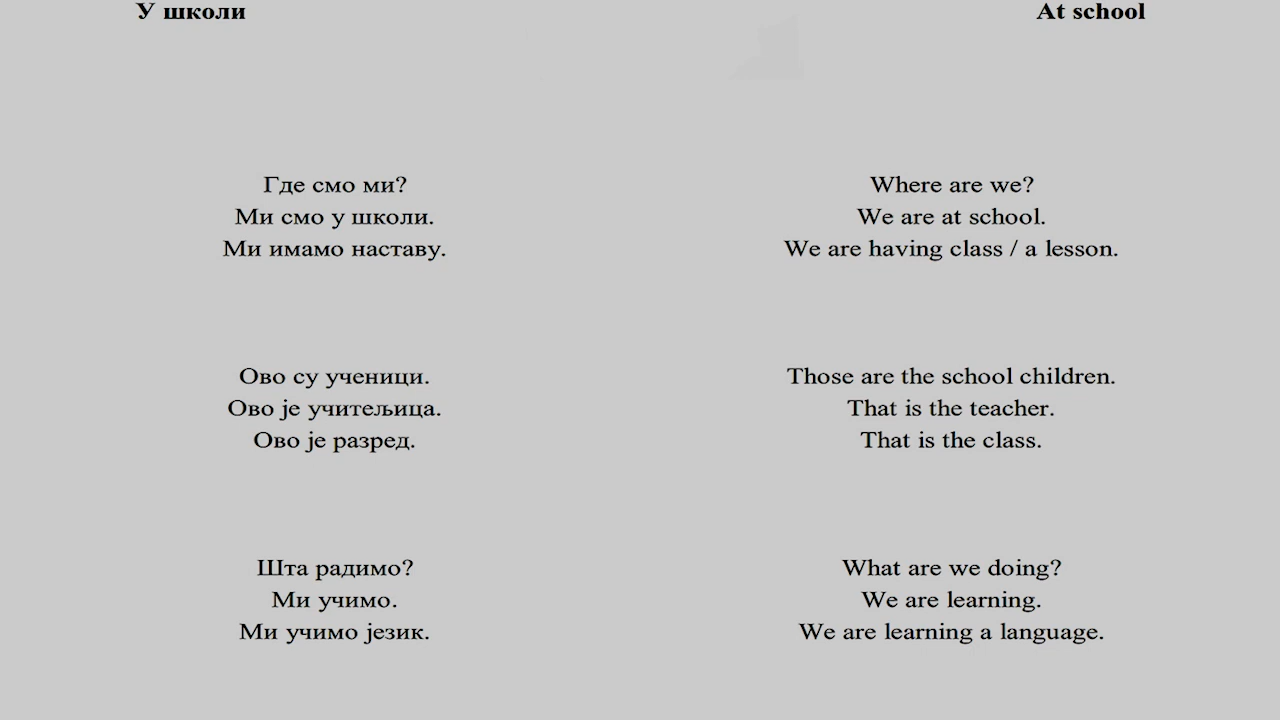 У школи
At school
Где смо ми?
Ми смо у школи.
Ми имамо наставу.
Where are we?
We are at school.
We are having class / a lesson.
Ово су ученици.
Ово је учитељица.
Ово је разред.
Those are the school children.
That is the teacher.
That is the class.
Шта радимо?
Ми учимо.
Ми учимо језик.
What are we doing?
We are learning.
We are learning a language.